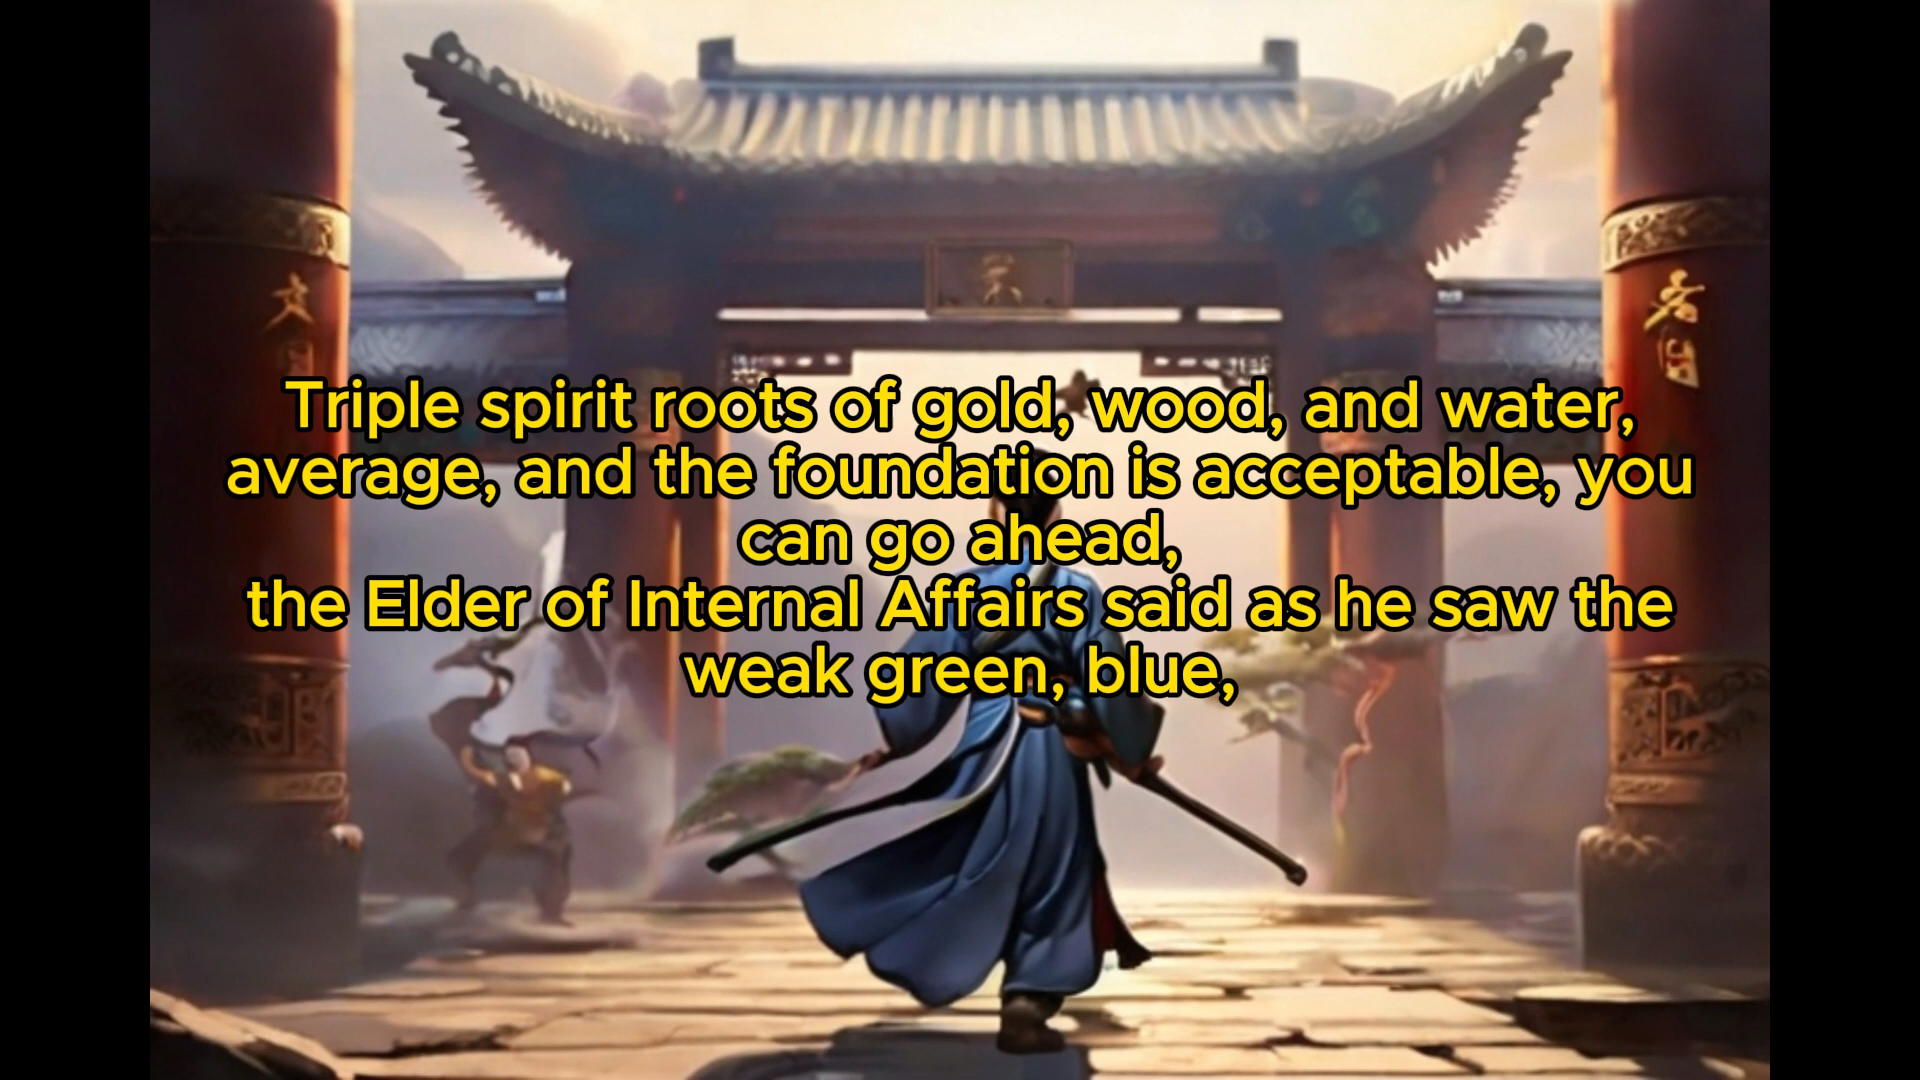 Triple spirit roots of gold, wood, and water,
average, and the foundation is acceptable, you
can go ahead,
the Elder of Internal Affairs said as he saw the
weak green, blue,